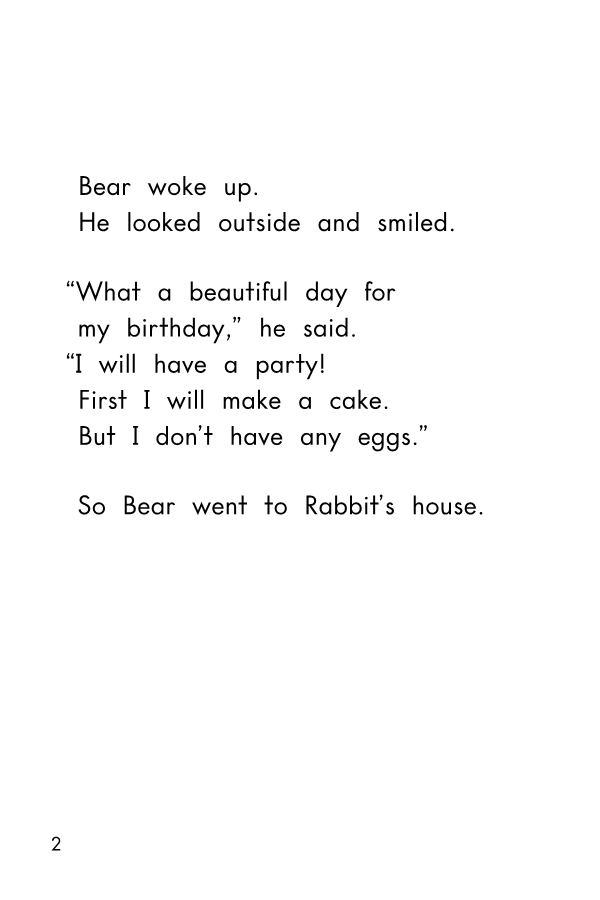 Bear woke up.
He looked outside and smiled.
“What a beautiful day for
my birthday,” he said.
“I will have a party!
First I will make a cake.
But I don’t have any eggs.”
So Bear went to Rabbit’s house.
2